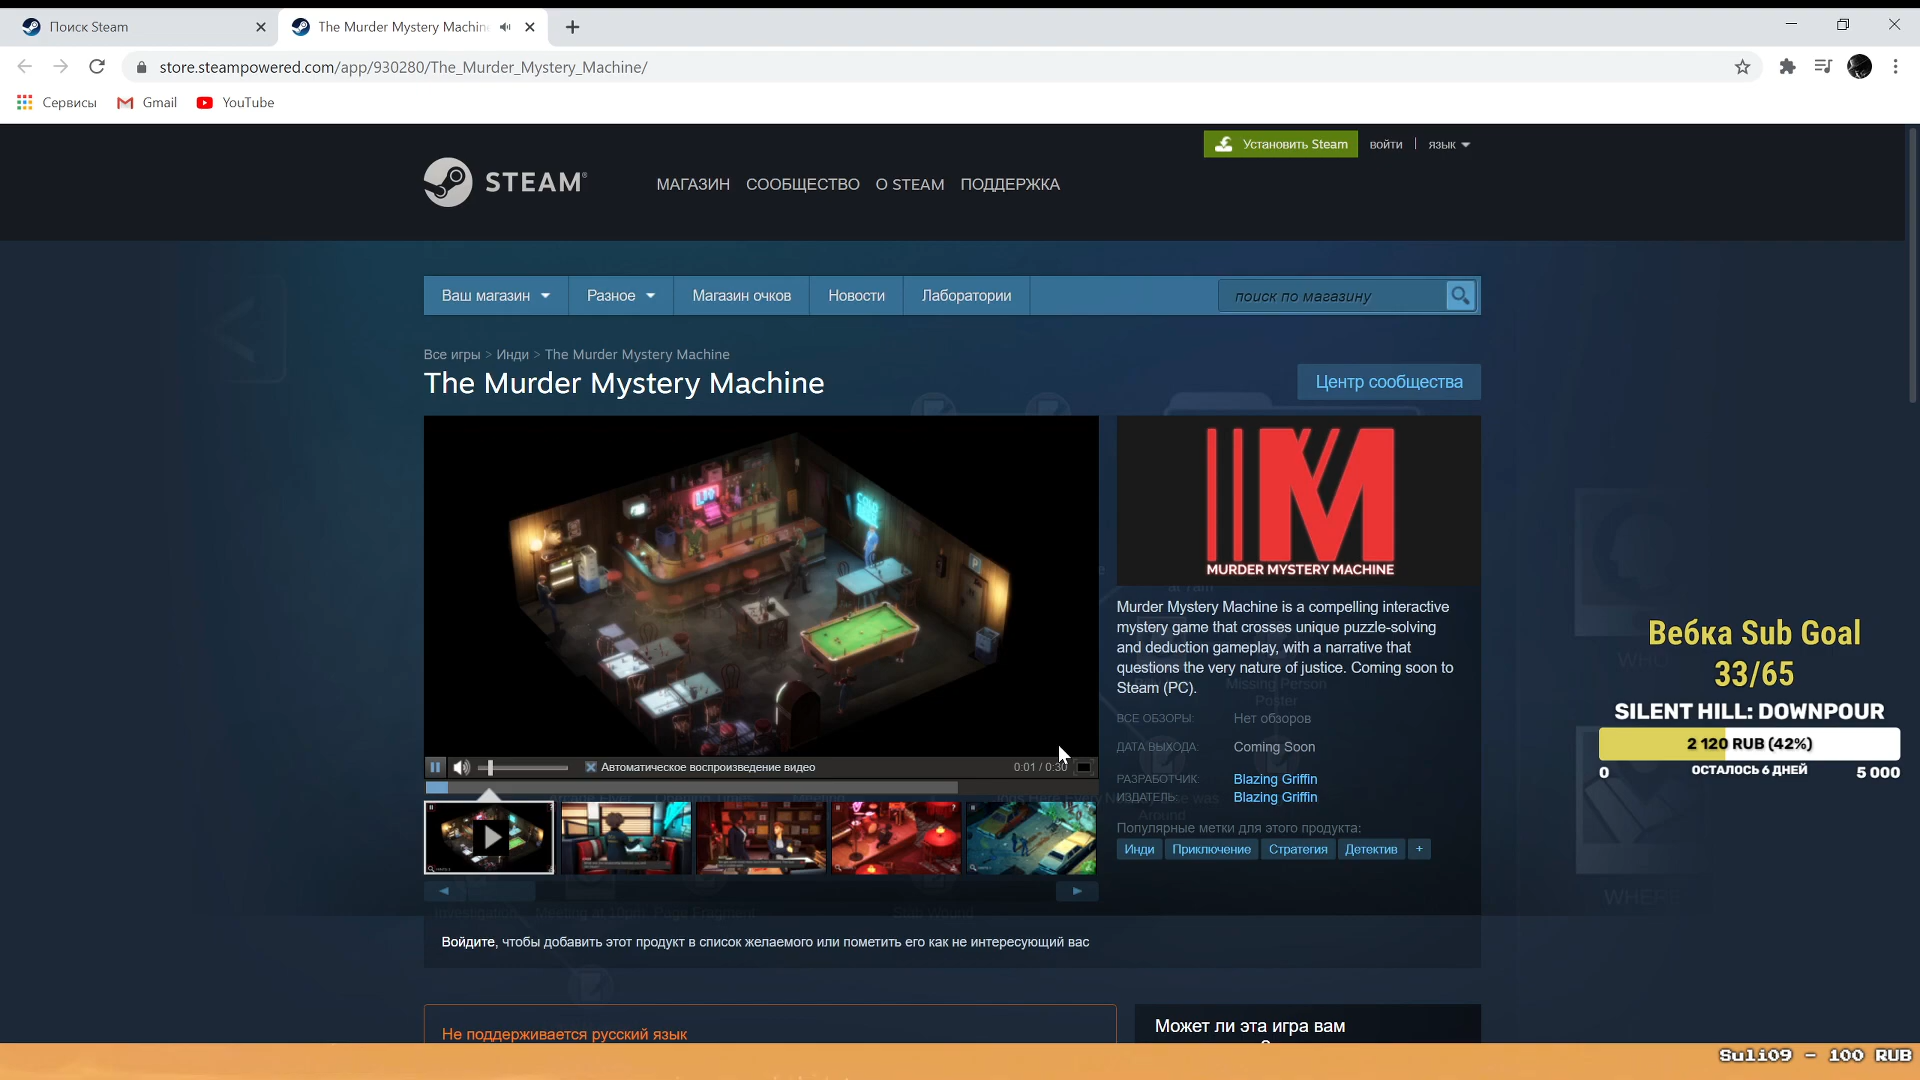 Поиск Steam
The Murder Mystery Machin
store.steampowered.com/app/930280/The_Murder_Mystery_Machine/
Сервисы
Gmail
YouTube
Установить Steam
войти
язык
STEAM
МАГАЗИН
СООБЩЕСТВО
О STEAM
ПОДДЕРЖКА
Ваш магазин
Разное
Магазин очков
Новости
Лаборатории
поиск по магазину
Все игры > Инди > The Murder Mystery Machine
The Murder Mystery Machine
Центр сообщества
MURDER MYSTERY MACHINE
Murder Mystery Machine is a compelling interactive
mystery game that crosses unique puzzle-solving
and deduction gameplay, with a narrative that
questions the very nature of justice. Coming soon to
Steam (PC).
ВСЕ ОБЗОРЫ: Нет обзоров
ДАТА ВЫХОДА: Coming Soon
РАЗРАБОТЧИК: Blazing Griffin
ИЗДАТЕЛЬ: Blazing Griffin
Популярные метки для этого продукта:
Инди
Приключение
Стратегия
Детектив
+
Автоматическое воспроизведение видео
0:01 / 0:30
Missing Person
Poster
WHO
WHERE
Вебка Sub Goal
33/65
SILENT HILL: DOWNPOUR
2 120 RUB (42%)
0
ОСТАЛОСЬ 6 ДНЕЙ
5 000
Войдите, чтобы добавить этот продукт в список желаемого или пометить его как не интересующий вас
Не поддерживается русский язык
Может ли эта игра вам
Suli09 - 100 RUB